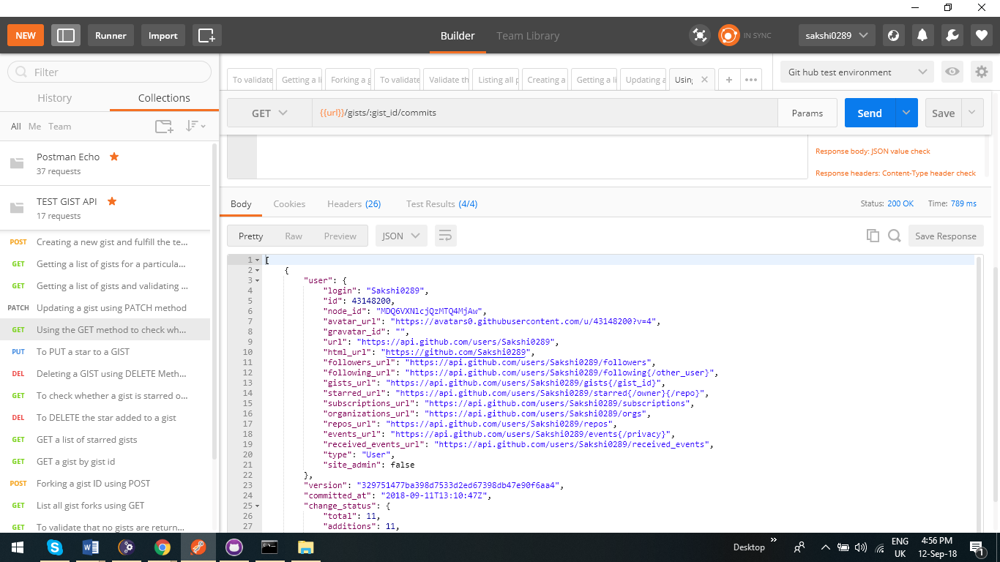 NEW Runner Import Builder Team Library IN SYNC sakshi0289
Filter
History Collections
All Me Team
Postman Echo
37 requests
TEST GIST API
17 requests
POST Creating a new gist and fulfill the te...
GET Getting a list of gists for a particula...
GET Getting a list of gists and validating ...
PATCH Updating a gist using PATCH method
GET Using the GET method to check wh...
PUT To PUT a star to a GIST
DEL Deleting a GIST using DELETE Meth...
GET To check whether a gist is starred o...
DEL To DELETE the star added to a gist
GET GET a list of starred gists
GET GET a gist by gist id
POST Forking a gist ID using POST
GET List all gist forks using GET
GET To validate that no gists are return...
To validate Getting a li Forking a g To validate Validate th Listing all p Creating a Getting a li Updating a Using + •••
Git hub test environment
GET {{url}}/gists/:gist_id/commits Params Send Save
Response body: JSON value check
Response headers: Content-Type header check
Body Cookies Headers (26) Test Results (4/4) Status: 200 OK Time: 789 ms
Pretty Raw Preview JSON Save Response
1 [
2 {
3 "user": {
4 "login": "Sakshi0289",
5 "id": 43148200,
6 "node_id": "MDQ6VXNlcjQzMTQ4MjAw",
7 "avatar_url": "https://avatars0.githubusercontent.com/u/43148200?v=4",
8 "gravatar_id": "",
9 "url": "https://api.github.com/users/Sakshi0289",
10 "html_url": "https://github.com/Sakshi0289",
11 "followers_url": "https://api.github.com/users/Sakshi0289/followers",
12 "following_url": "https://api.github.com/users/Sakshi0289/following{/other_user}",
13 "gists_url": "https://api.github.com/users/Sakshi0289/gists{/gist_id}",
14 "starred_url": "https://api.github.com/users/Sakshi0289/starred{/owner}{/repo}",
15 "subscriptions_url": "https://api.github.com/users/Sakshi0289/subscriptions",
16 "organizations_url": "https://api.github.com/users/Sakshi0289/orgs",
17 "repos_url": "https://api.github.com/users/Sakshi0289/repos",
18 "events_url": "https://api.github.com/users/Sakshi0289/events{/privacy}",
19 "received_events_url": "https://api.github.com/users/Sakshi0289/received_events",
20 "type": "User",
21 "site_admin": false
22 },
23 "version": "329751477ba398d7533d2ed67398db47e90f6aa4",
24 "committed_at": "2018-09-11T13:10:47Z",
25 "change_status": {
26 "total": 11,
27 "additions": 11,
Desktop » ENG 4:56 PM
UK 12-Sep-18 1